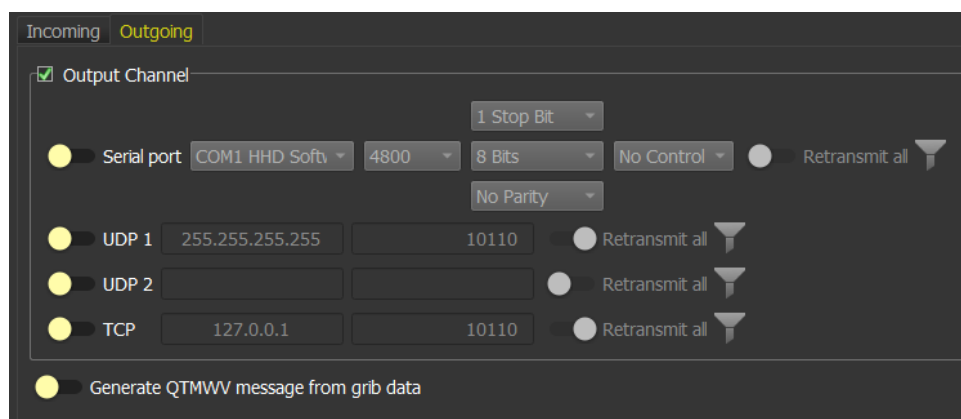 Incoming Outgoing
Output Channel
1 Stop Bit
Serial port COM1 HHD Softv 4800 8 Bits No Control Retransmit all
No Parity
UDP 1 255.255.255.255 10110 Retransmit all
UDP 2 Retransmit all
TCP 127.0.0.1 10110 Retransmit all
Generate QTMWV message from grib data